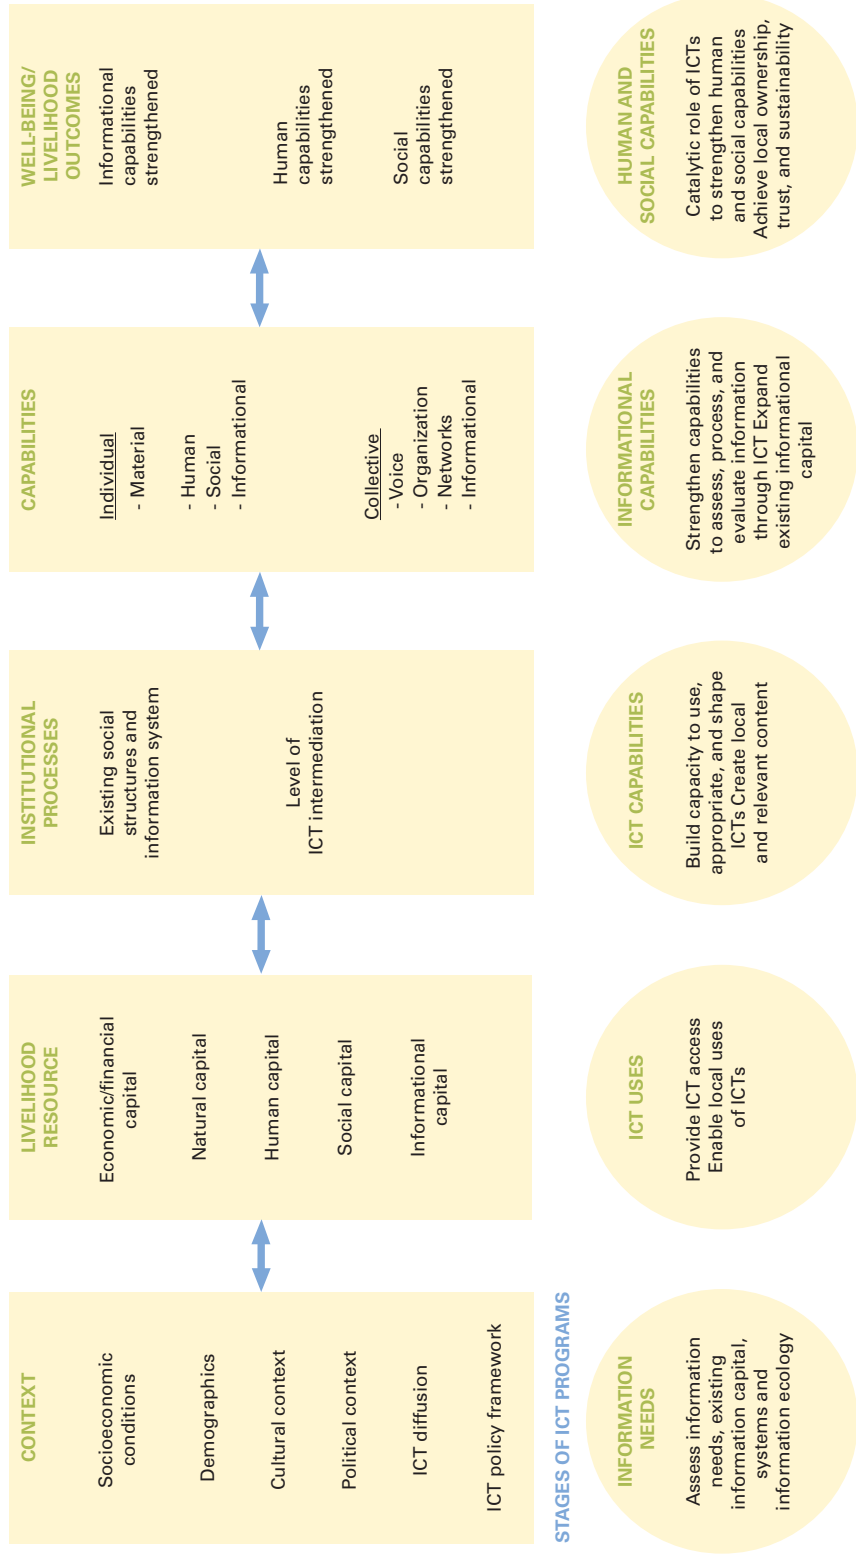 CONTEXT
Socioeconomic
conditions
Demographics
Cultural context
Political context
ICT diffusion
ICT policy framework
LIVELIHOOD
RESOURCE
Economic/financial
capital
Natural capital
Human capital
Social capital
Informational
capital
INSTITUTIONAL
PROCESSES
Existing social
structures and
information system
Level of
ICT intermediation
CAPABILITIES
Individual
- Material
- Human
- Social
- Informational
Collective
- Voice
- Organization
- Networks
- Informational
WELL-BEING/
LIVELIHOOD
OUTCOMES
Informational
capabilities
strengthened
Human
capabilities
strengthened
Social
capabilities
strengthened
STAGES OF ICT PROGRAMS
INFORMATION
NEEDS
Assess information
needs, existing
information capital,
systems and
information ecology
ICT USES
Provide ICT access
Enable local uses
of ICTs
ICT CAPABILITIES
Build capacity to use,
appropriate, and shape
ICTs Create local
and relevant content
INFORMATIONAL
CAPABILITIES
Strengthen capabilities
to assess, process, and
evaluate information
through ICT Expand
existing informational
capital
HUMAN AND
SOCIAL CAPABILITIES
Catalytic role of ICTs
to strengthen human
and social capabilities
Achieve local ownership,
trust, and sustainability